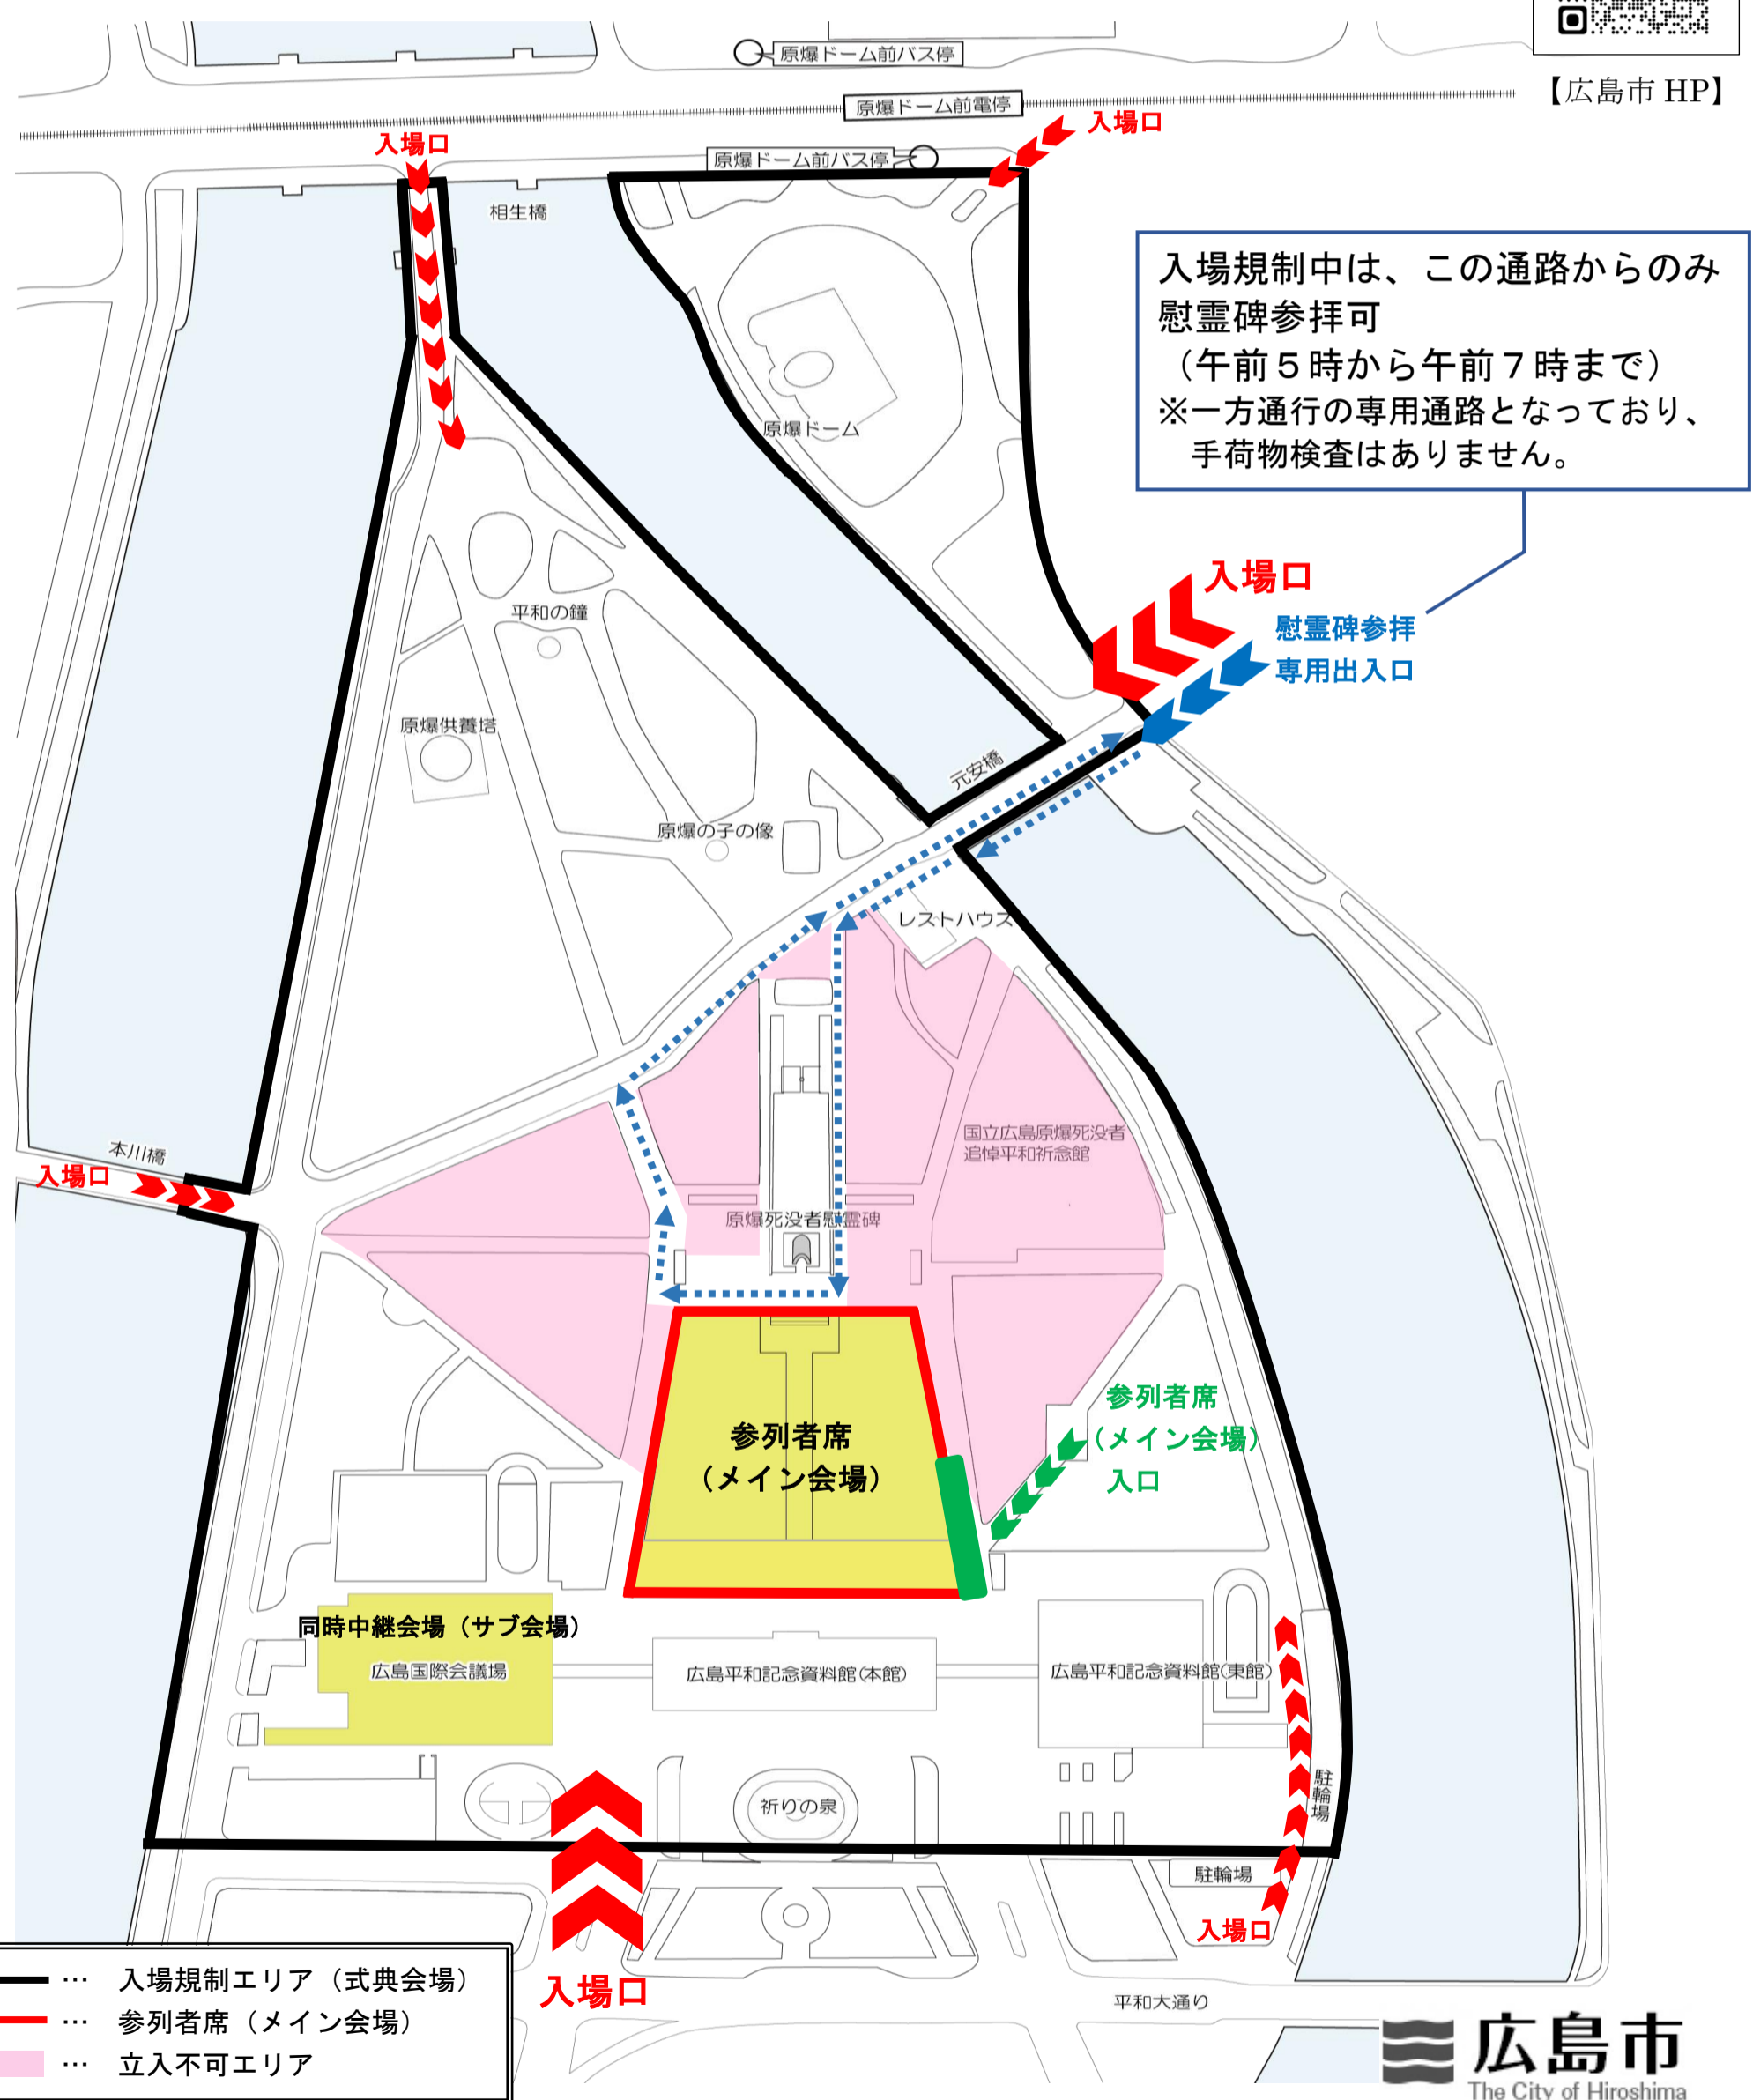 原爆ドーム前バス停
【広島市 HP】
原爆ドーム前電停
入場口
入場口
原爆ドーム前バス停
相生橋
入場規制中は、この通路からのみ
慰霊碑参拝可
（午前５時から午前７時まで）
※一方通行の専用通路となっており、
手荷物検査はありません。
原爆ドーム
入場口
平和の鐘
慰霊碑参拝
専用出入口
原爆供養塔
元安橋
原爆の子の像
レストハウス
国立広島原爆死没者
追悼平和祈念館
本川橋
入場口
原爆死没者慰霊碑
参列者席
（メイン会場）
入口
参列者席
（メイン会場）
同時中継会場（サブ会場）
広島国際会議場
広島平和記念資料館（本館）
広島平和記念資料館（東館）
駐輪場
祈りの泉
駐輪場
入場口
入場口
平和大通り
… 入場規制エリア（式典会場）
… 参列者席（メイン会場）
… 立入不可エリア
広島市
The City of Hiroshima